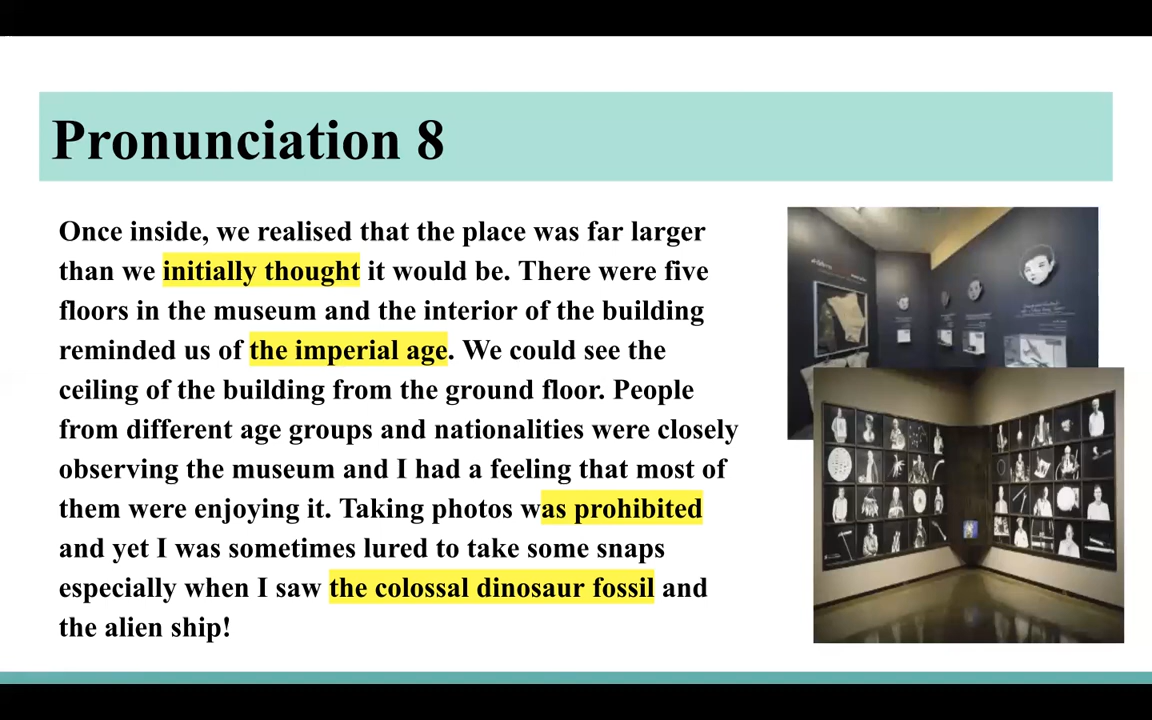 Pronunciation 8
Once inside, we realised that the place was far larger
than we initially thought it would be. There were five
floors in the museum and the interior of the building
reminded us of the imperial age. We could see the
ceiling of the building from the ground floor. People
from different age groups and nationalities were closely
observing the museum and I had a feeling that most of
them were enjoying it. Taking photos was prohibited
and yet I was sometimes lured to take some snaps
especially when I saw the colossal dinosaur fossil and
the alien ship!